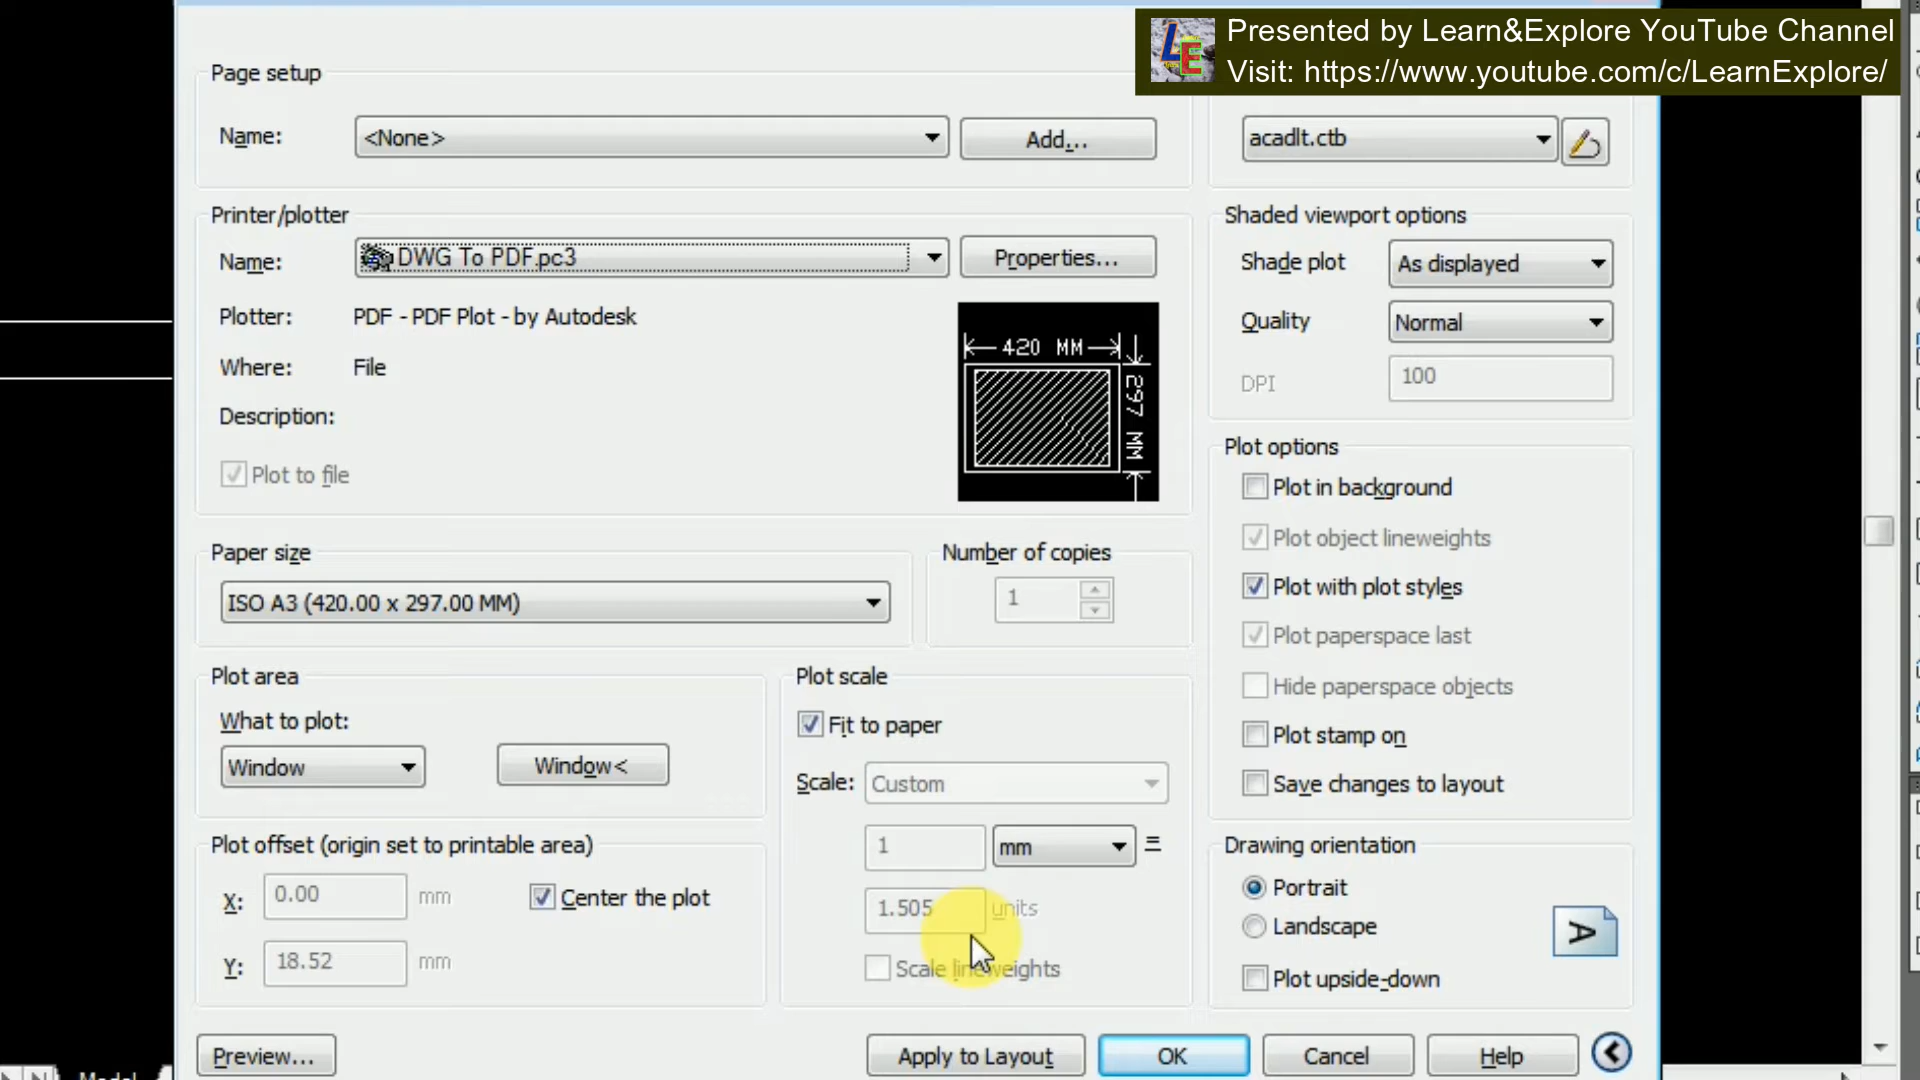 Presented by Learn&Explore YouTube Channel
Visit: https://www.youtube.com/c/LearnExplore/
LE
Page setup
Name:
<None>
Add...
acadlt.ctb
Printer/plotter
Name:
DWG To PDF.pc3
Properties...
Plotter:
PDF - PDF Plot - by Autodesk
Where:
File
Description:
Plot to file
420 MM
297 MM
Shaded viewport options
Shade plot
As displayed
Quality
Normal
DPI
100
Paper size
ISO A3 (420.00 x 297.00 MM)
Number of copies
1
Plot options
Plot in background
Plot object lineweights
Plot with plot styles
Plot paperspace last
Hide paperspace objects
Plot stamp on
Save changes to layout
Plot area
What to plot:
Window
Window<
Plot scale
Fit to paper
Scale:
Custom
1
mm
=
1.505
units
Scale lineweights
Plot offset (origin set to printable area)
X:
0.00
mm
Center the plot
Y:
18.52
mm
Drawing orientation
Portrait
Landscape
A
Plot upside-down
Preview...
Apply to Layout
OK
Cancel
Help
Model